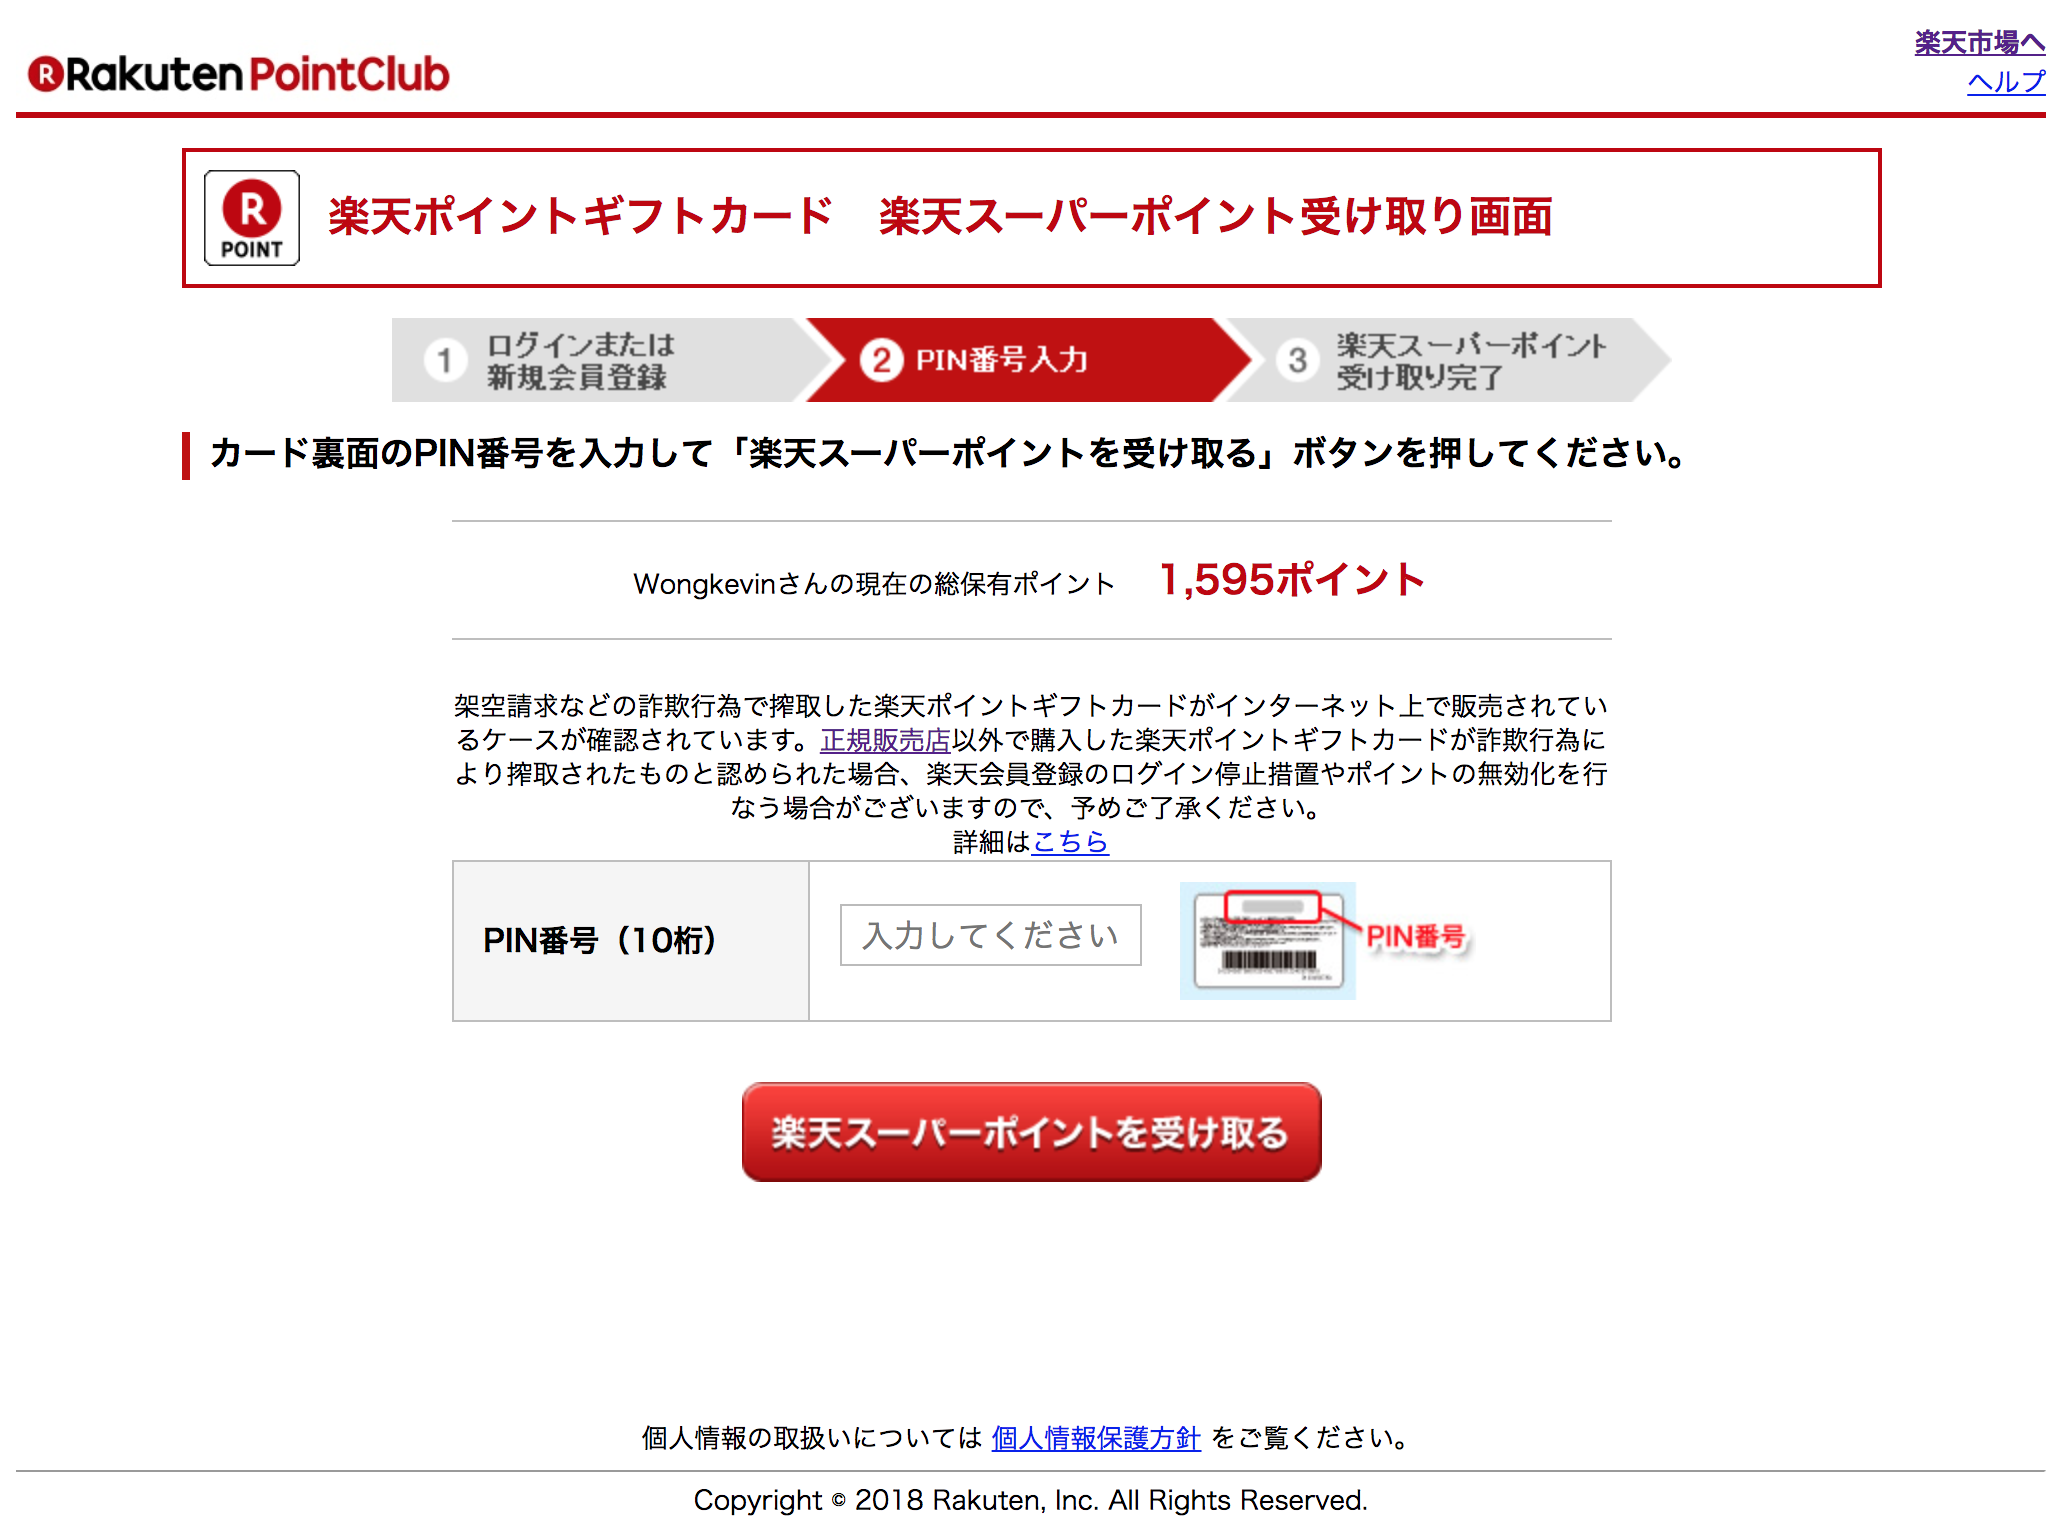 Rakuten PointClub
楽天市場へ
ヘルプ
R
POINT
楽天ポイントギフトカード　楽天スーパーポイント受け取り画面
1 ログインまたは
新規会員登録
2 PIN番号入力
3 楽天スーパーポイント
受け取り完了
カード裏面のPIN番号を入力して「楽天スーパーポイントを受け取る」ボタンを押してください。
Wongkevinさんの現在の総保有ポイント　1,595ポイント
架空請求などの詐欺行為で搾取した楽天ポイントギフトカードがインターネット上で販売されてい
るケースが確認されています。正規販売店以外で購入した楽天ポイントギフトカードが詐欺行為に
より搾取されたものと認められた場合、楽天会員登録のログイン停止措置やポイントの無効化を行
なう場合がございますので、予めご了承ください。
詳細はこちら
PIN番号（10桁）
入力してください
PIN番号
楽天スーパーポイントを受け取る
個人情報の取扱いについては 個人情報保護方針 をご覧ください。
Copyright © 2018 Rakuten, Inc. All Rights Reserved.